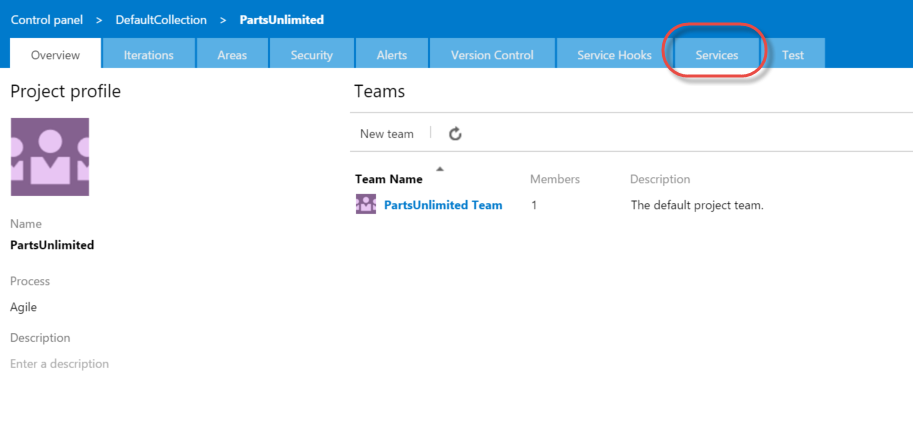 Control panel > DefaultCollection > PartsUnlimited
Overview Iterations Areas Security Alerts Version Control Service Hooks Services Test
Project profile
Teams
New team
Team Name Members Description
PartsUnlimited Team 1 The default project team.
Name
PartsUnlimited
Process
Agile
Description
Enter a description